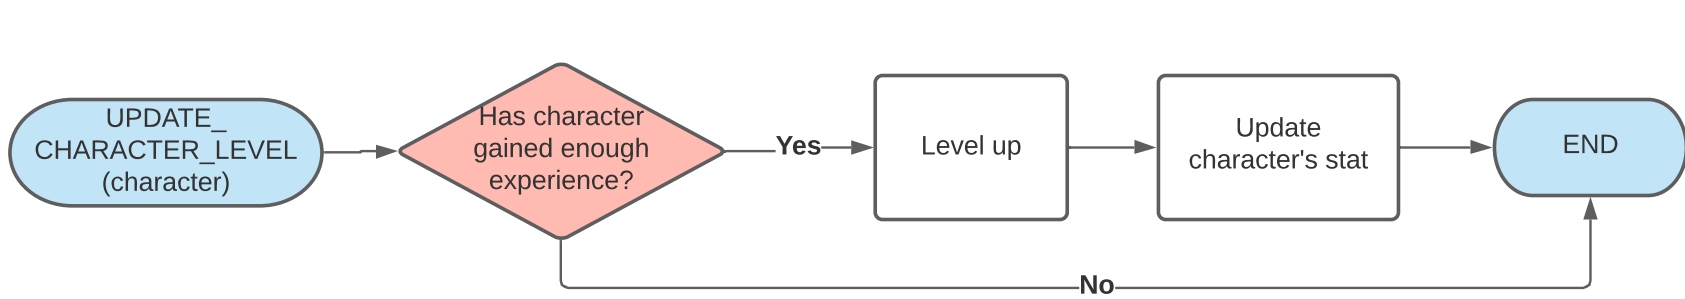 UPDATE_
CHARACTER_LEVEL
(character)
Has character
gained enough
experience?
Yes
Level up
Update
character's stat
END
No